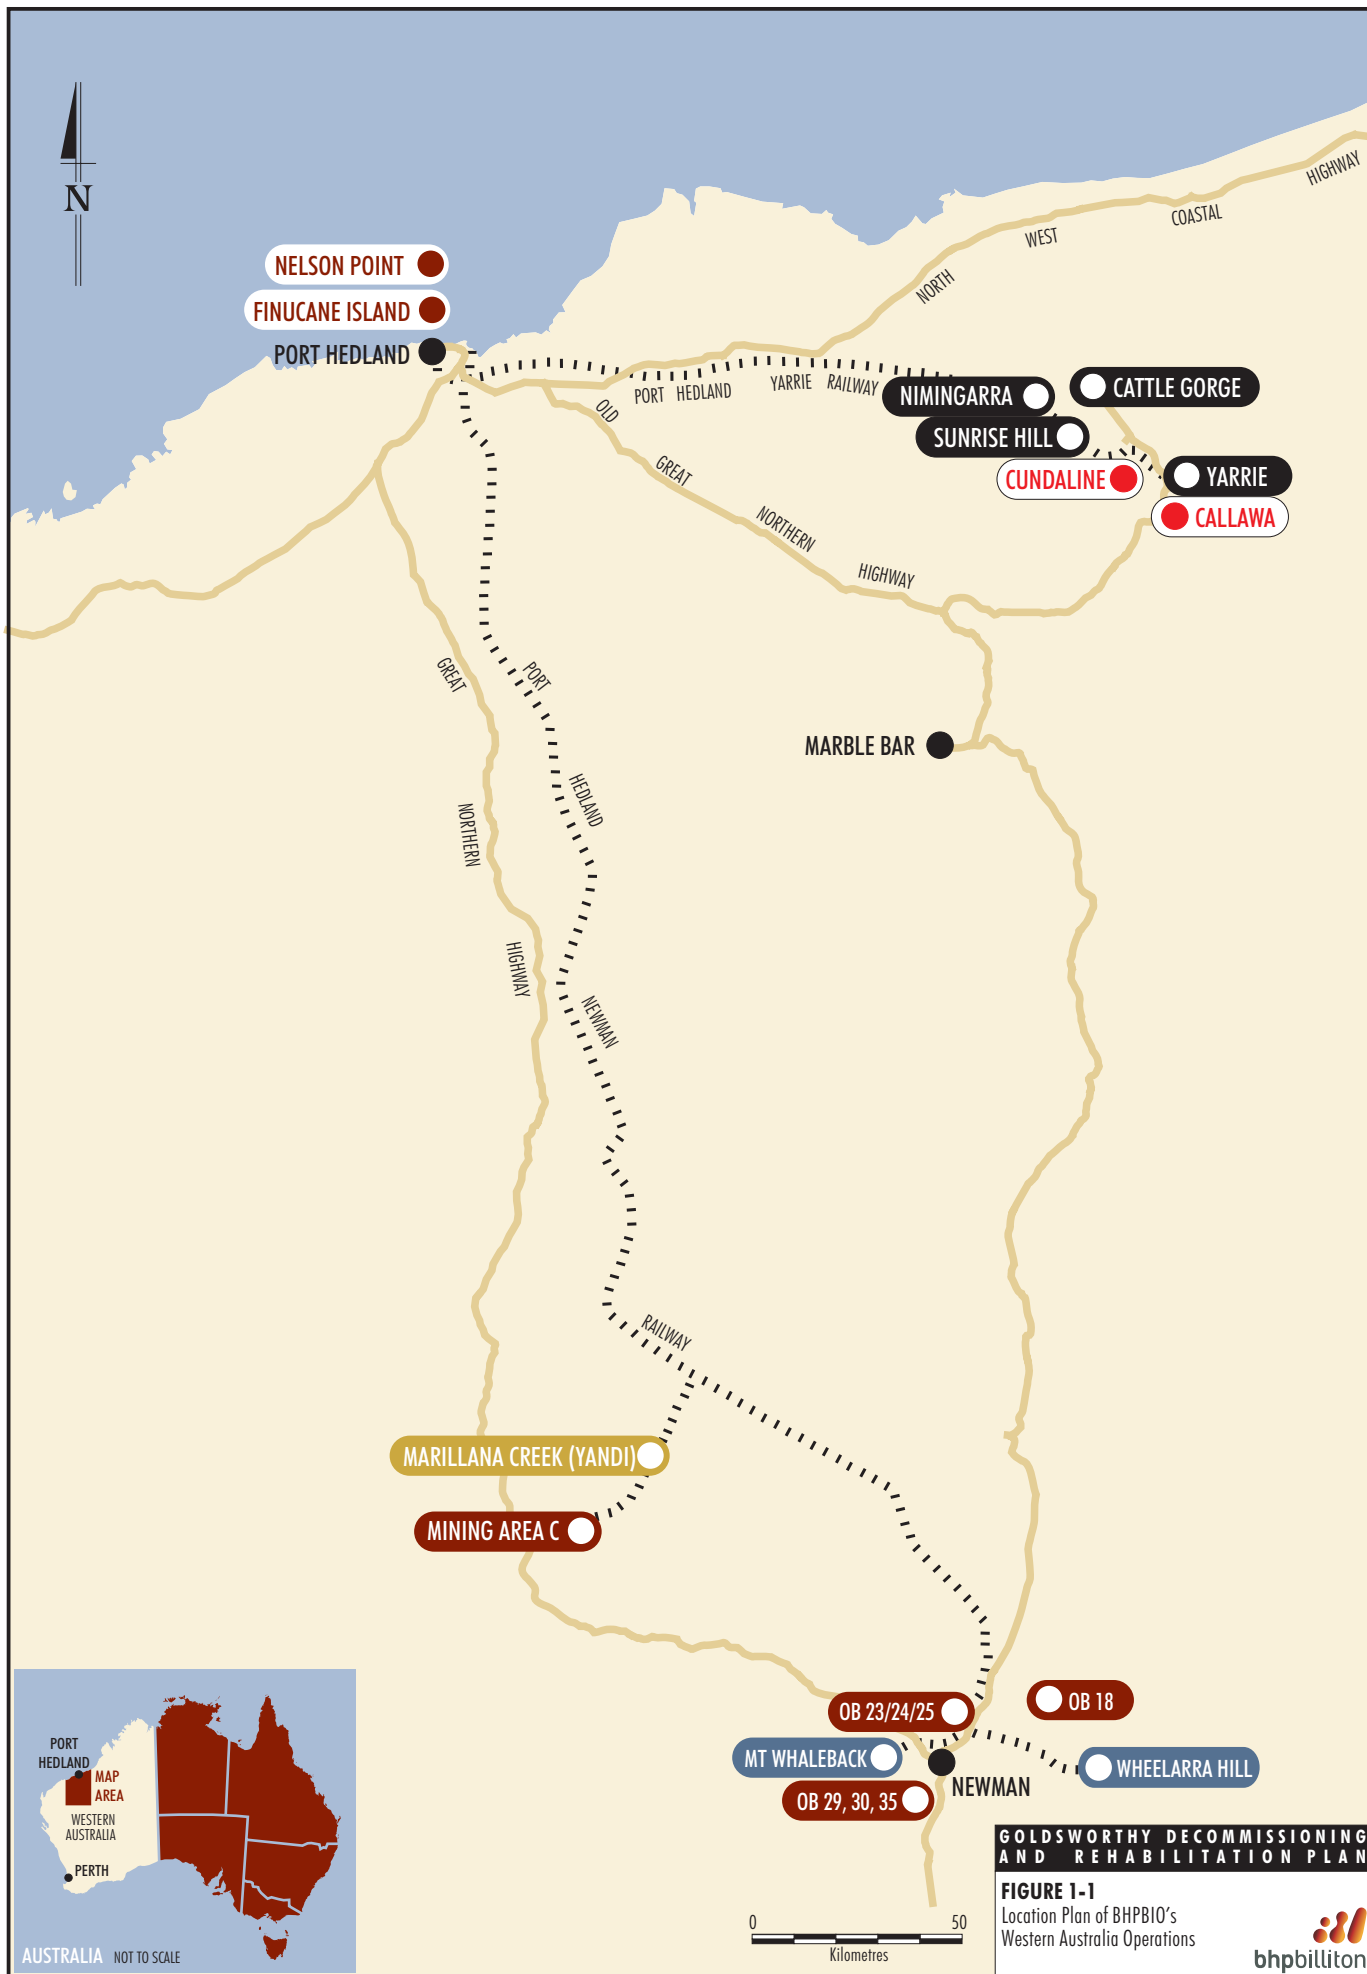 N
NELSON POINT
FINUCANE ISLAND
PORT HEDLAND
HIGHWAY
COASTAL
WEST
NORTH
PORT HEDLAND YARRIE RAILWAY
NIMINGARRA
CATTLE GORGE
SUNRISE HILL
CUNDALINE
YARRIE
CALLAWA
OLD
GREAT
NORTHERN
HIGHWAY
GREAT
NORTHERN
HIGHWAY
PORT
HEDLAND
NEWMAN
RAILWAY
MARBLE BAR
MARILLANA CREEK (YANDI)
MINING AREA C
OB 23/24/25
OB 18
MT WHALEBACK
WHEELARRA HILL
NEWMAN
OB 29, 30, 35
PORT
HEDLAND
MAP
AREA
WESTERN
AUSTRALIA
PERTH
AUSTRALIA NOT TO SCALE
0 50
Kilometres
GOLDSWORTHY DECOMMISSIONING
AND REHABILITATION PLAN
FIGURE 1-1
Location Plan of BHPBIO's
Western Australia Operations
bhpbilliton